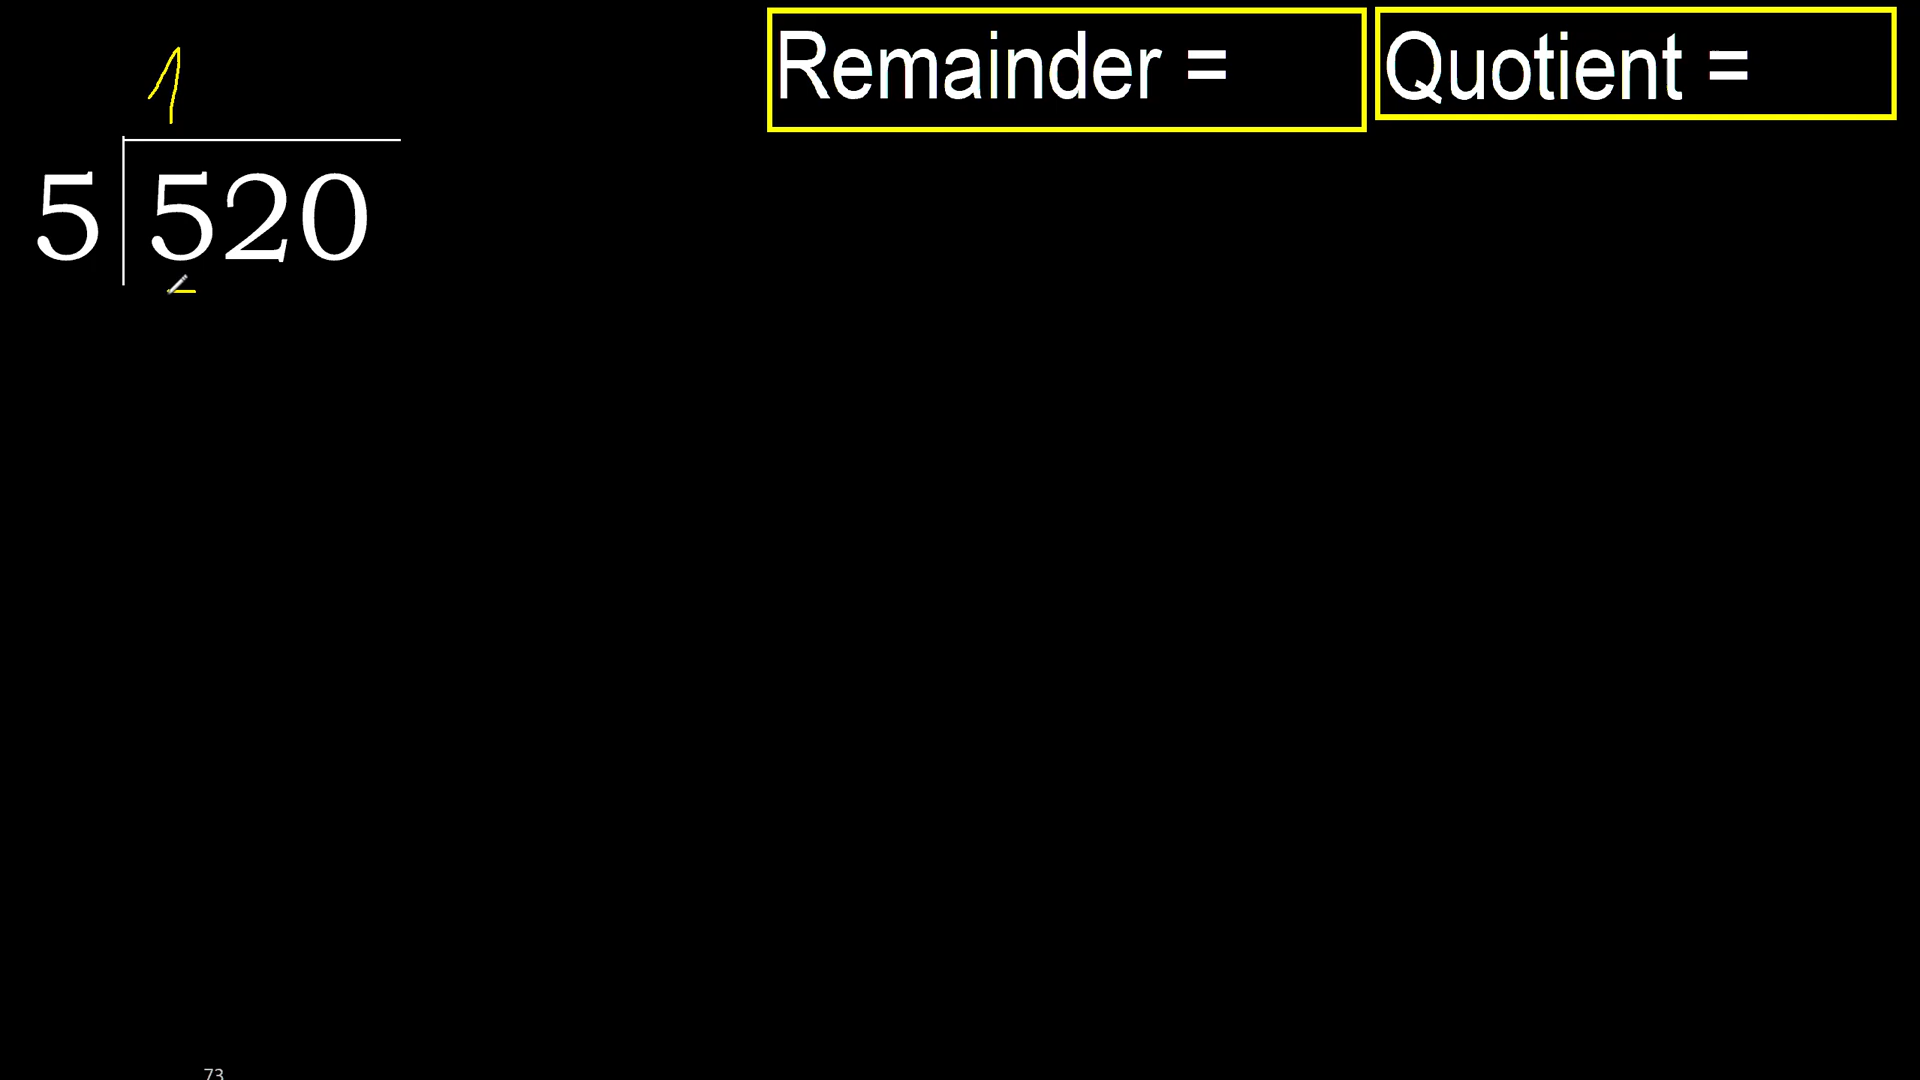 1
Remainder =
Quotient =
5 520
73